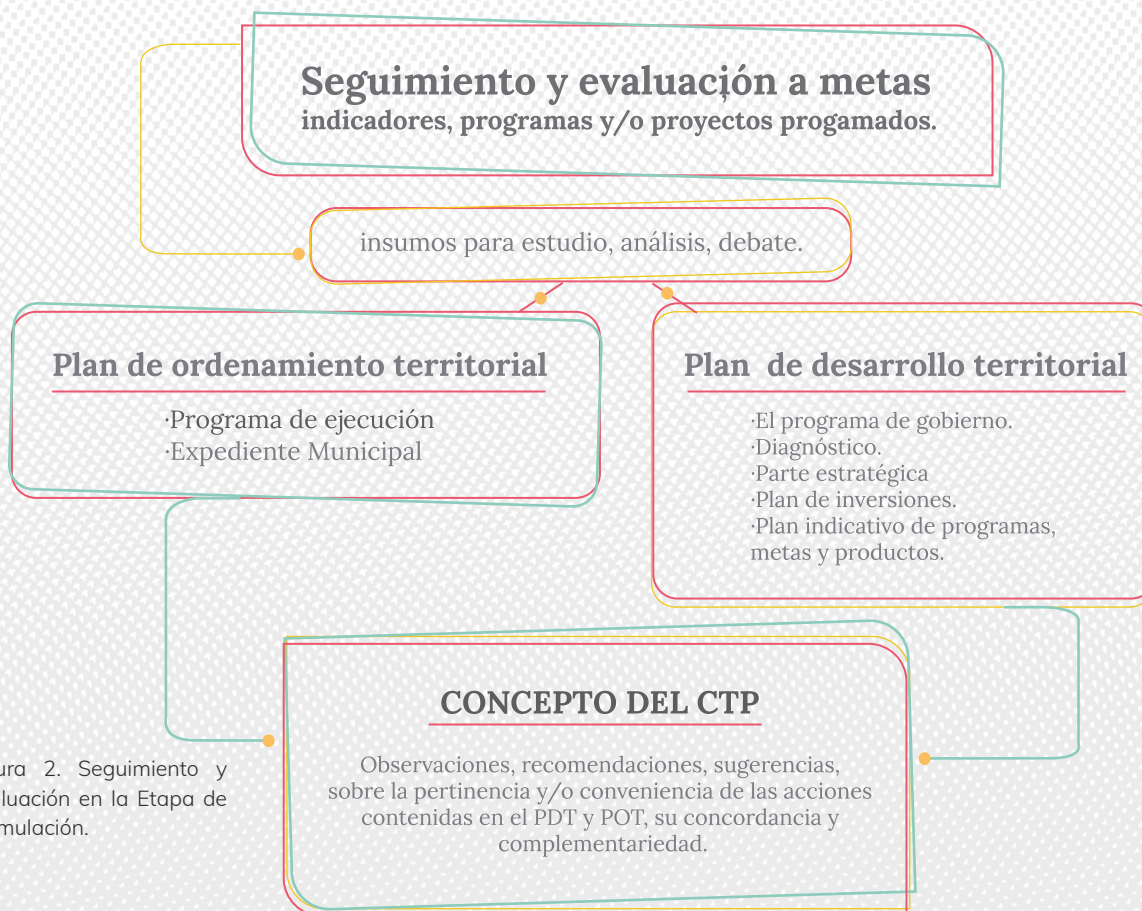 Seguimiento y evaluación a metas
indicadores, programas y/o proyectos progamados.
insumos para estudio, análisis, debate.
Plan de ordenamiento territorial
·Programa de ejecución
·Expediente Municipal
Plan de desarrollo territorial
·El programa de gobierno.
·Diagnóstico.
·Parte estratégica
·Plan de inversiones.
·Plan indicativo de programas,
metas y productos.
CONCEPTO DEL CTP
Observaciones, recomendaciones, sugerencias,
sobre la pertinencia y/o conveniencia de las acciones
contenidas en el PDT y POT, su concordancia y
complementariedad.
2. Seguimiento y
en la Etapa de